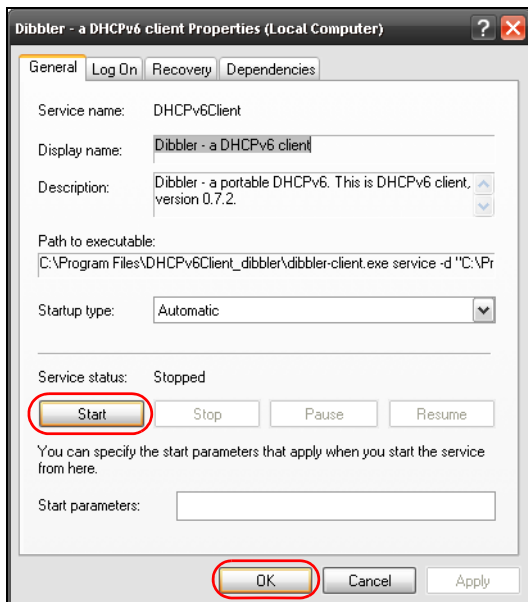 Dibbler - a DHCPv6 client Properties (Local Computer)
General Log On Recovery Dependencies
Service name: DHCPv6Client
Display name: Dibbler - a DHCPv6 client
Description: Dibbler - a portable DHCPv6. This is DHCPv6 client,
version 0.7.2.
Path to executable:
C:\Program Files\DHCPv6Client_dibbler\dibbler-client.exe service -d "C:\Pr
Startup type: Automatic
Service status: Stopped
Start Stop Pause Resume
You can specify the start parameters that apply when you start the service
from here.
Start parameters:
OK Cancel Apply